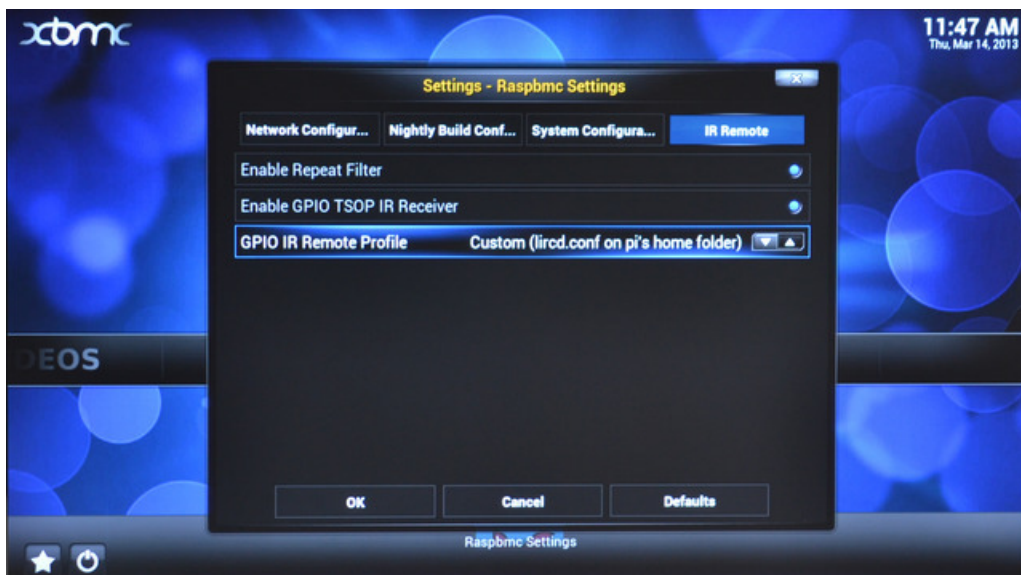 xbmc
11:47 AM
Thu, Mar 14, 2013
Settings - Raspbmc Settings
Network Configur...
Nightly Build Conf...
System Configura...
IR Remote
Enable Repeat Filter
Enable GPIO TSOP IR Receiver
GPIO IR Remote Profile Custom (lircd.conf on pi's home folder)
DEOS
OK
Cancel
Defaults
Raspbmc Settings